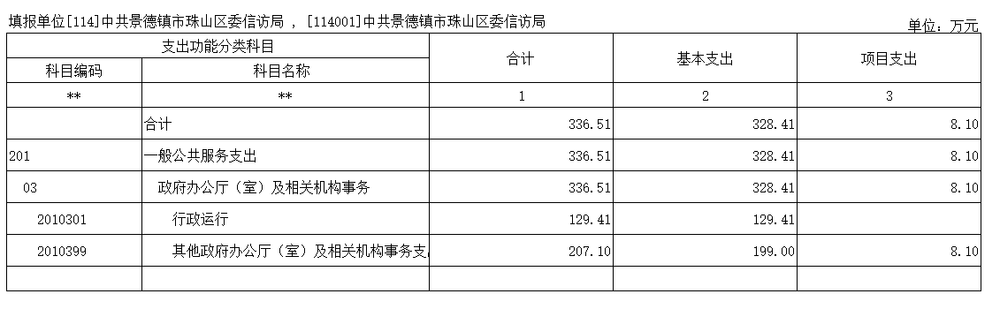 填报单位[114]中共景德镇市珠山区委信访局 , [114001]中共景德镇市珠山区委信访局
单位: 万元
支出功能分类科目 合计 基本支出 项目支出
科目编码 科目名称
** ** 1 2 3
合计 336.51 328.41 8.10
201 一般公共服务支出 336.51 328.41 8.10
03 政府办公厅（室）及相关机构事务 336.51 328.41 8.10
2010301 行政运行 129.41 129.41
2010399 其他政府办公厅（室）及相关机构事务支 207.10 199.00 8.10